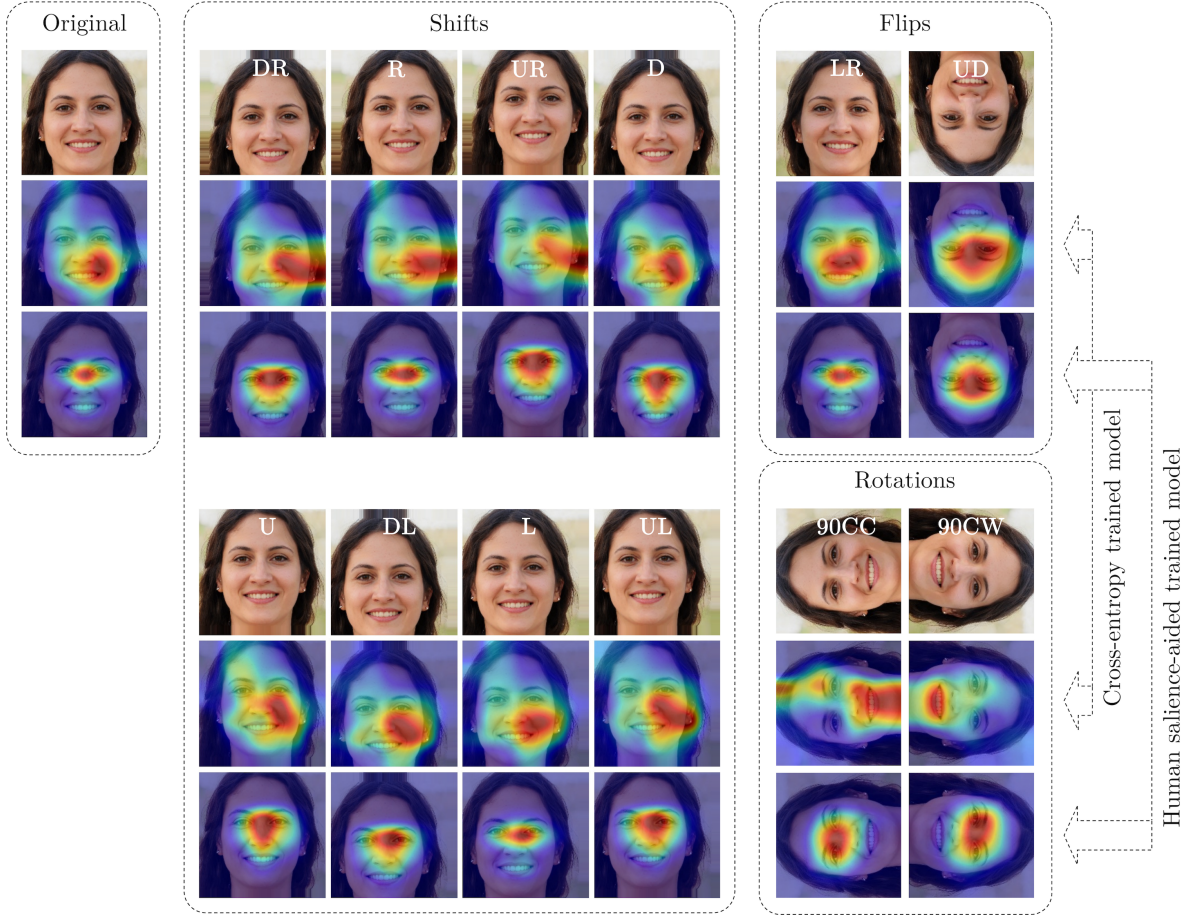 Original
Shifts
Flips
DR
R
UR
D
LR
UD
U
DL
L
UL
Rotations
90CC
90CW
Cross-entropy trained model
Human salience-aided trained model